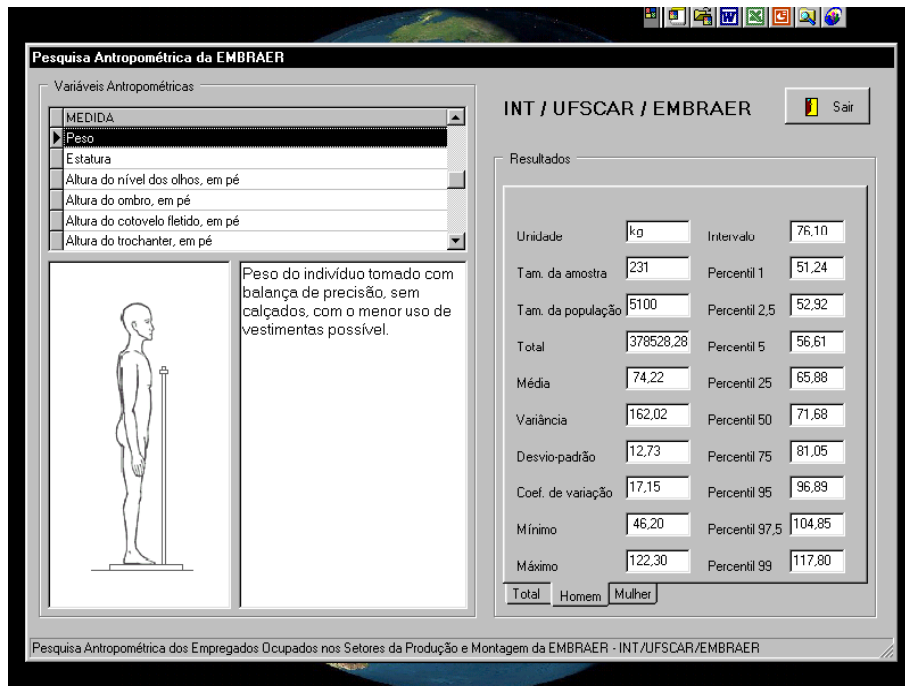 Pesquisa Antropométrica da EMBRAER
Variáveis Antropométricas
MEDIDA
Peso
Estatura
Altura do nível dos olhos, em pé
Altura do ombro, em pé
Altura do cotovelo fletido, em pé
Altura do trochanter, em pé
Peso do indivíduo tomado com
balança de precisão, sem
calçados, com o menor uso de
vestimentas possível.
INT / UFSCAR / EMBRAER
Sair
Resultados
Unidade kg Intervalo 76,10
Tam. da amostra 231 Percentil 1 51,24
Tam. da população 5100 Percentil 2,5 52,92
Total 378528,28 Percentil 5 56,61
Média 74,22 Percentil 25 65,88
Variância 162,02 Percentil 50 71,68
Desvio-padrão 12,73 Percentil 75 81,05
Coef. de variação 17,15 Percentil 95 96,89
Mínimo 46,20 Percentil 97,5 104,85
Máximo 122,30 Percentil 99 117,80
Total Homem Mulher
Pesquisa Antropométrica dos Empregados Ocupados nos Setores da Produção e Montagem da EMBRAER - INT/UFSCAR/EMBRAER